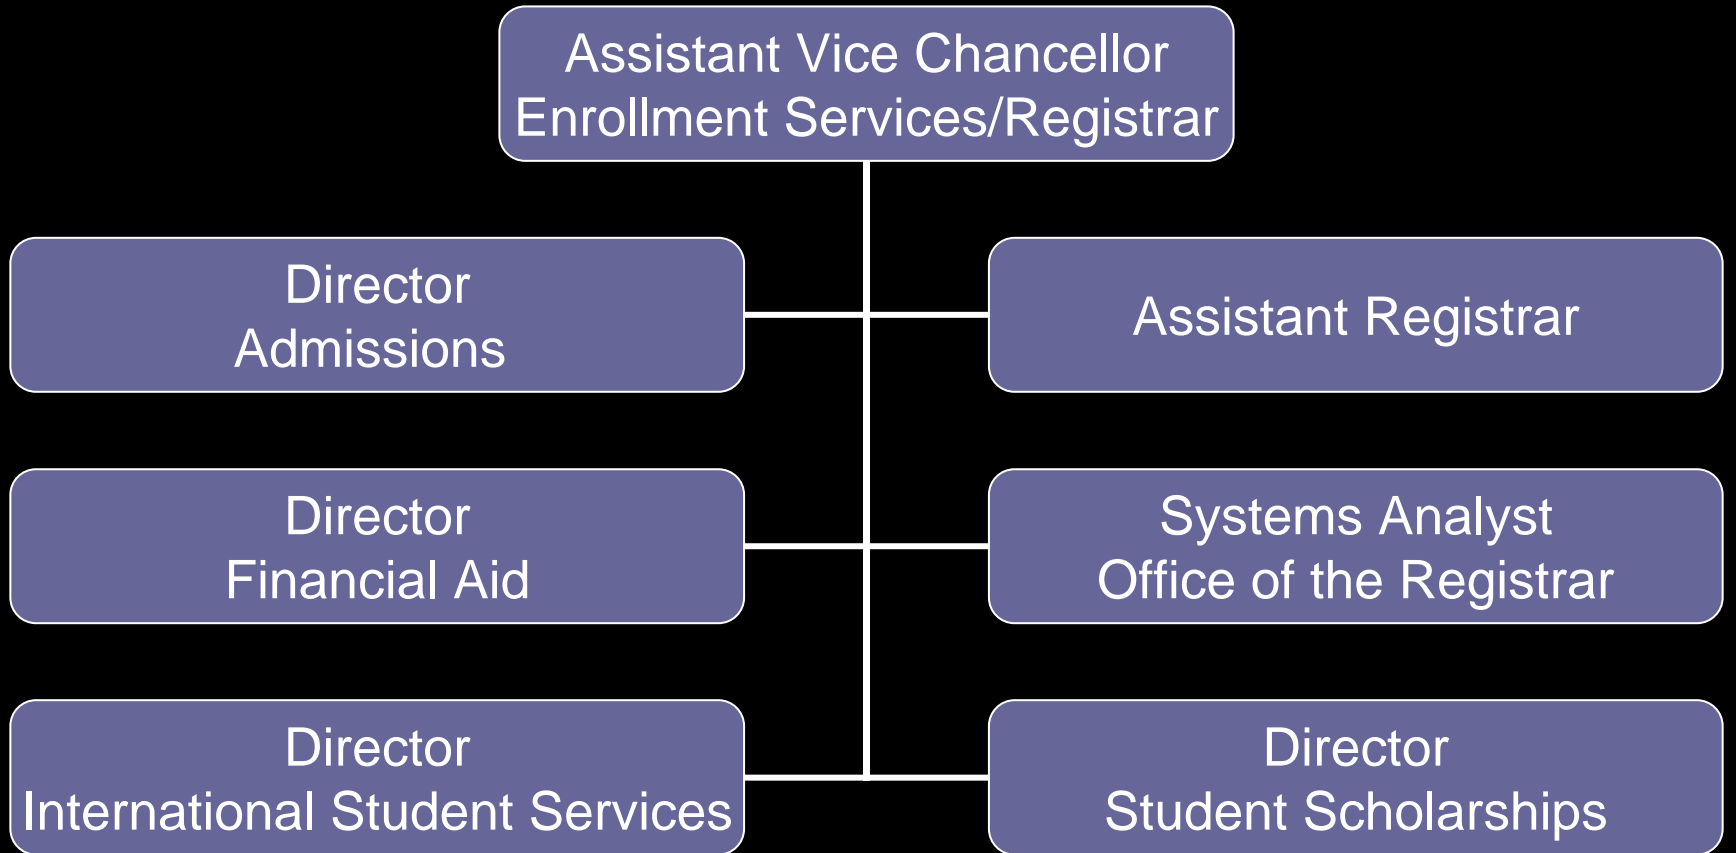 Assistant Vice Chancellor
Enrollment Services/Registrar
Director
Admissions
Assistant Registrar
Director
Financial Aid
Systems Analyst
Office of the Registrar
Director
International Student Services
Director
Student Scholarships